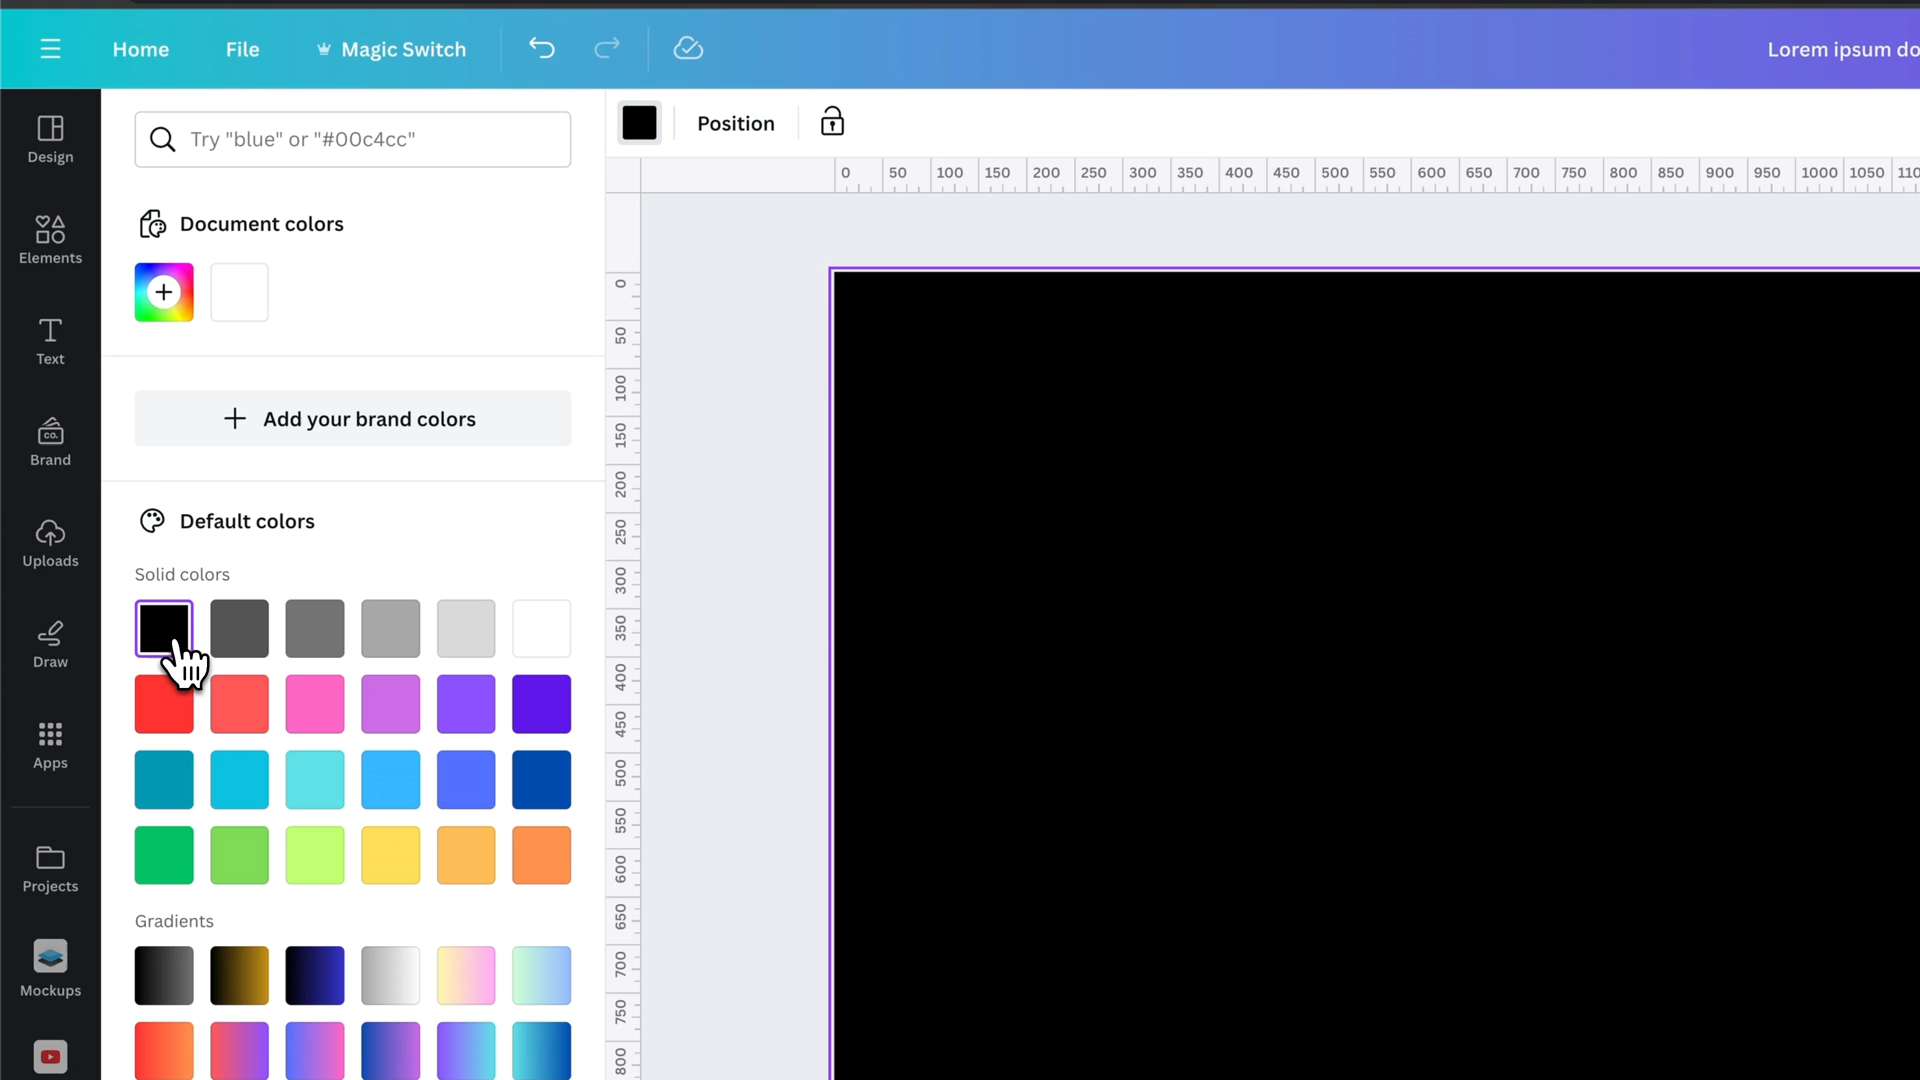 Home File Magic Switch Lorem ipsum do
Design
Elements
Text
Brand
CO.
Uploads
Draw
Apps
Projects
Mockups
Try "blue" or "#00c4cc"
Document colors
Add your brand colors
Default colors
Solid colors
Gradients
Position
0 50 100 150 200 250 300 350 400 450 500 550 600 650 700 750 800 850 900 950 1000 1050 110
0
50
100
150
200
250
300
350
400
450
500
550
600
650
700
750
800